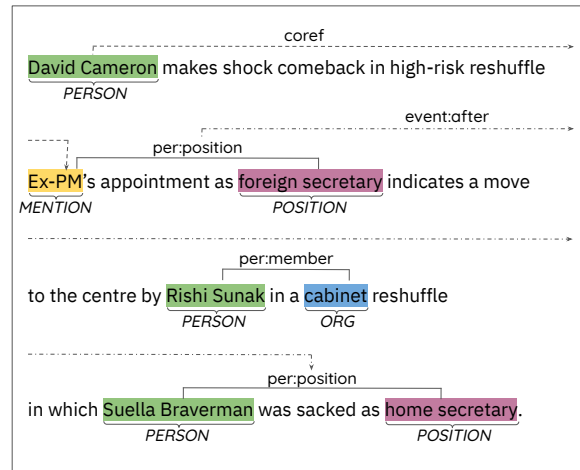 coref
David Cameron makes shock comeback in high-risk reshuffle
PERSON
event:after
per:position
Ex-PM's appointment as foreign secretary indicates a move
MENTION POSITION
per:member
to the centre by Rishi Sunak in a cabinet reshuffle
PERSON ORG
per:position
in which Suella Braverman was sacked as home secretary.
PERSON POSITION